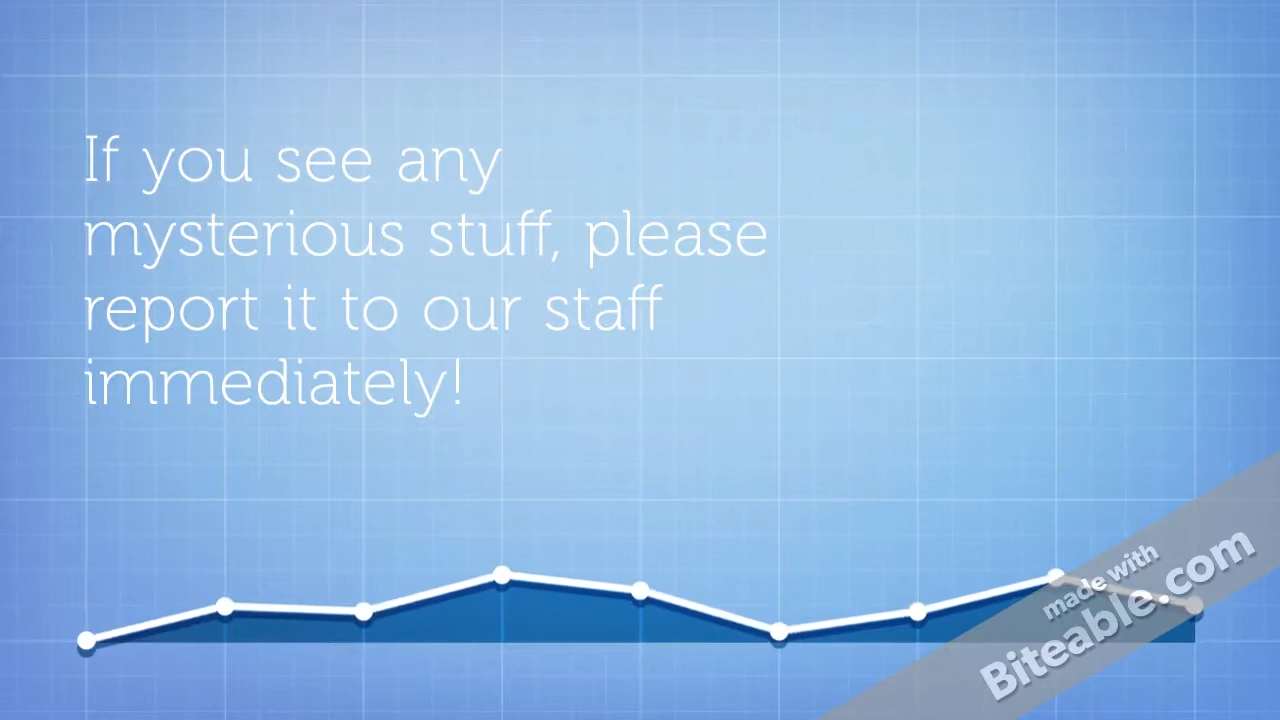 If you see any
mysterious stuff, please
report it to our staff
immediately!
made with
Biteable.com